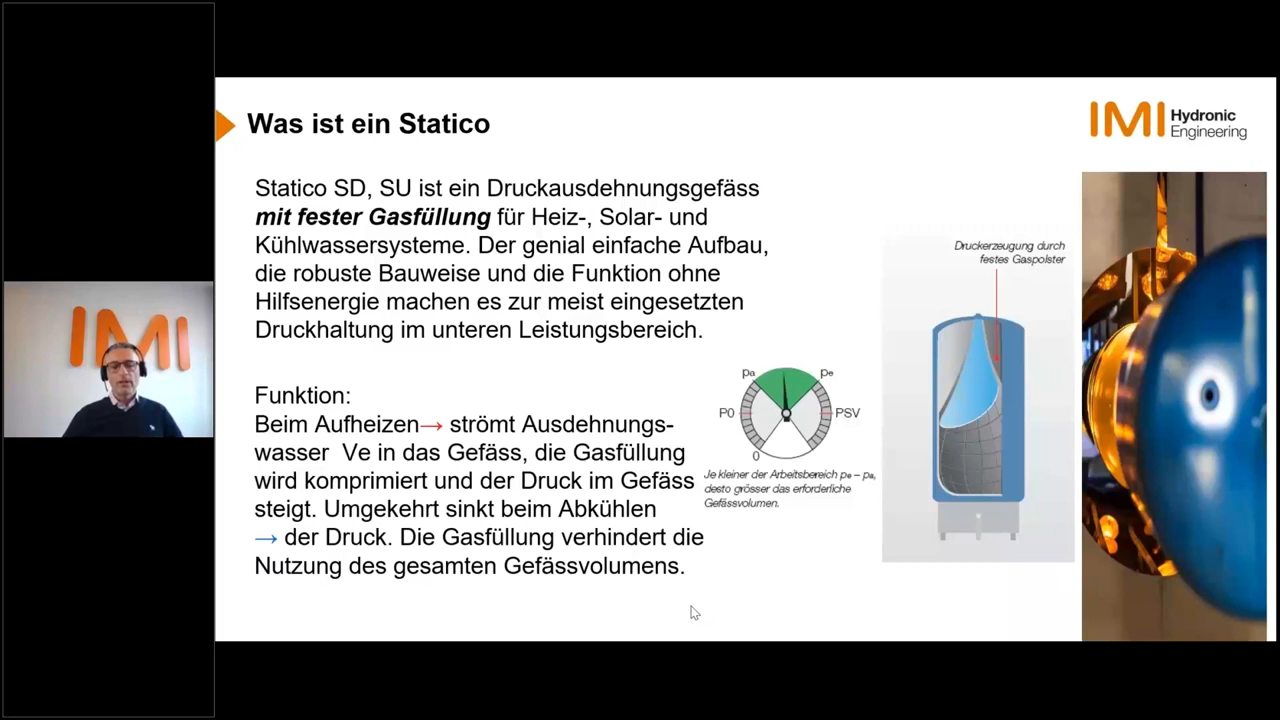 Was ist ein Statico
IMI Hydronic
Engineering
Statico SD, SU ist ein Druckausdehnungsgefäss
mit fester Gasfüllung für Heiz-, Solar- und
Kühlwassersysteme. Der genial einfache Aufbau,
die robuste Bauweise und die Funktion ohne
Hilfsenergie machen es zur meist eingesetzten
Druckhaltung im unteren Leistungsbereich.
Funktion:
Beim Aufheizen→ strömt Ausdehnungs-
wasser Ve in das Gefäss, die Gasfüllung
wird komprimiert und der Druck im Gefäss
steigt. Umgekehrt sinkt beim Abkühlen
→ der Druck. Die Gasfüllung verhindert die
Nutzung des gesamten Gefässvolumens.
pa pe
P0 PSV
0
Je kleiner der Arbeitsbereich pe – pa,
desto grösser das erforderliche
Gefässvolumen.
Druckerzeugung durch
festes Gaspolster
IMI